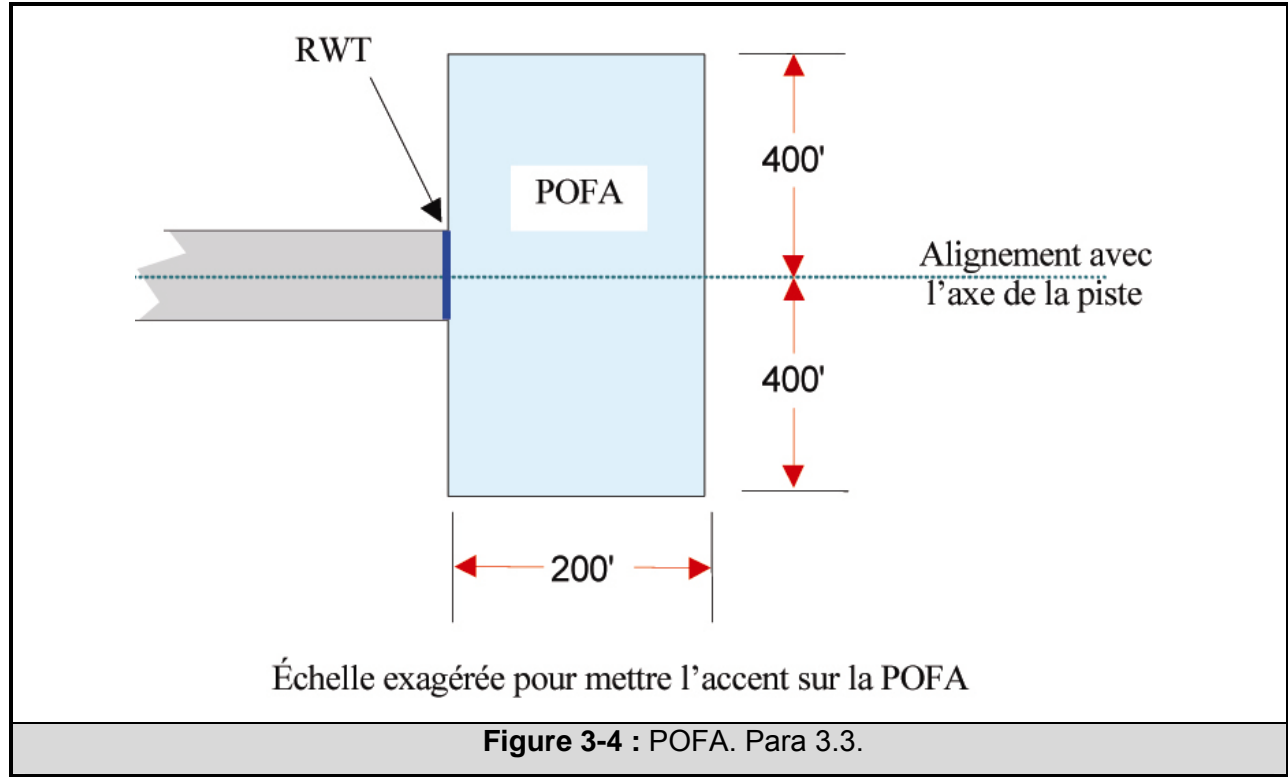 RWT
400'
POFA
Alignement avec
l’axe de la piste
400'
200'
Échelle exagérée pour mettre l’accent sur la POFA
Figure 3-4 : POFA. Para 3.3.